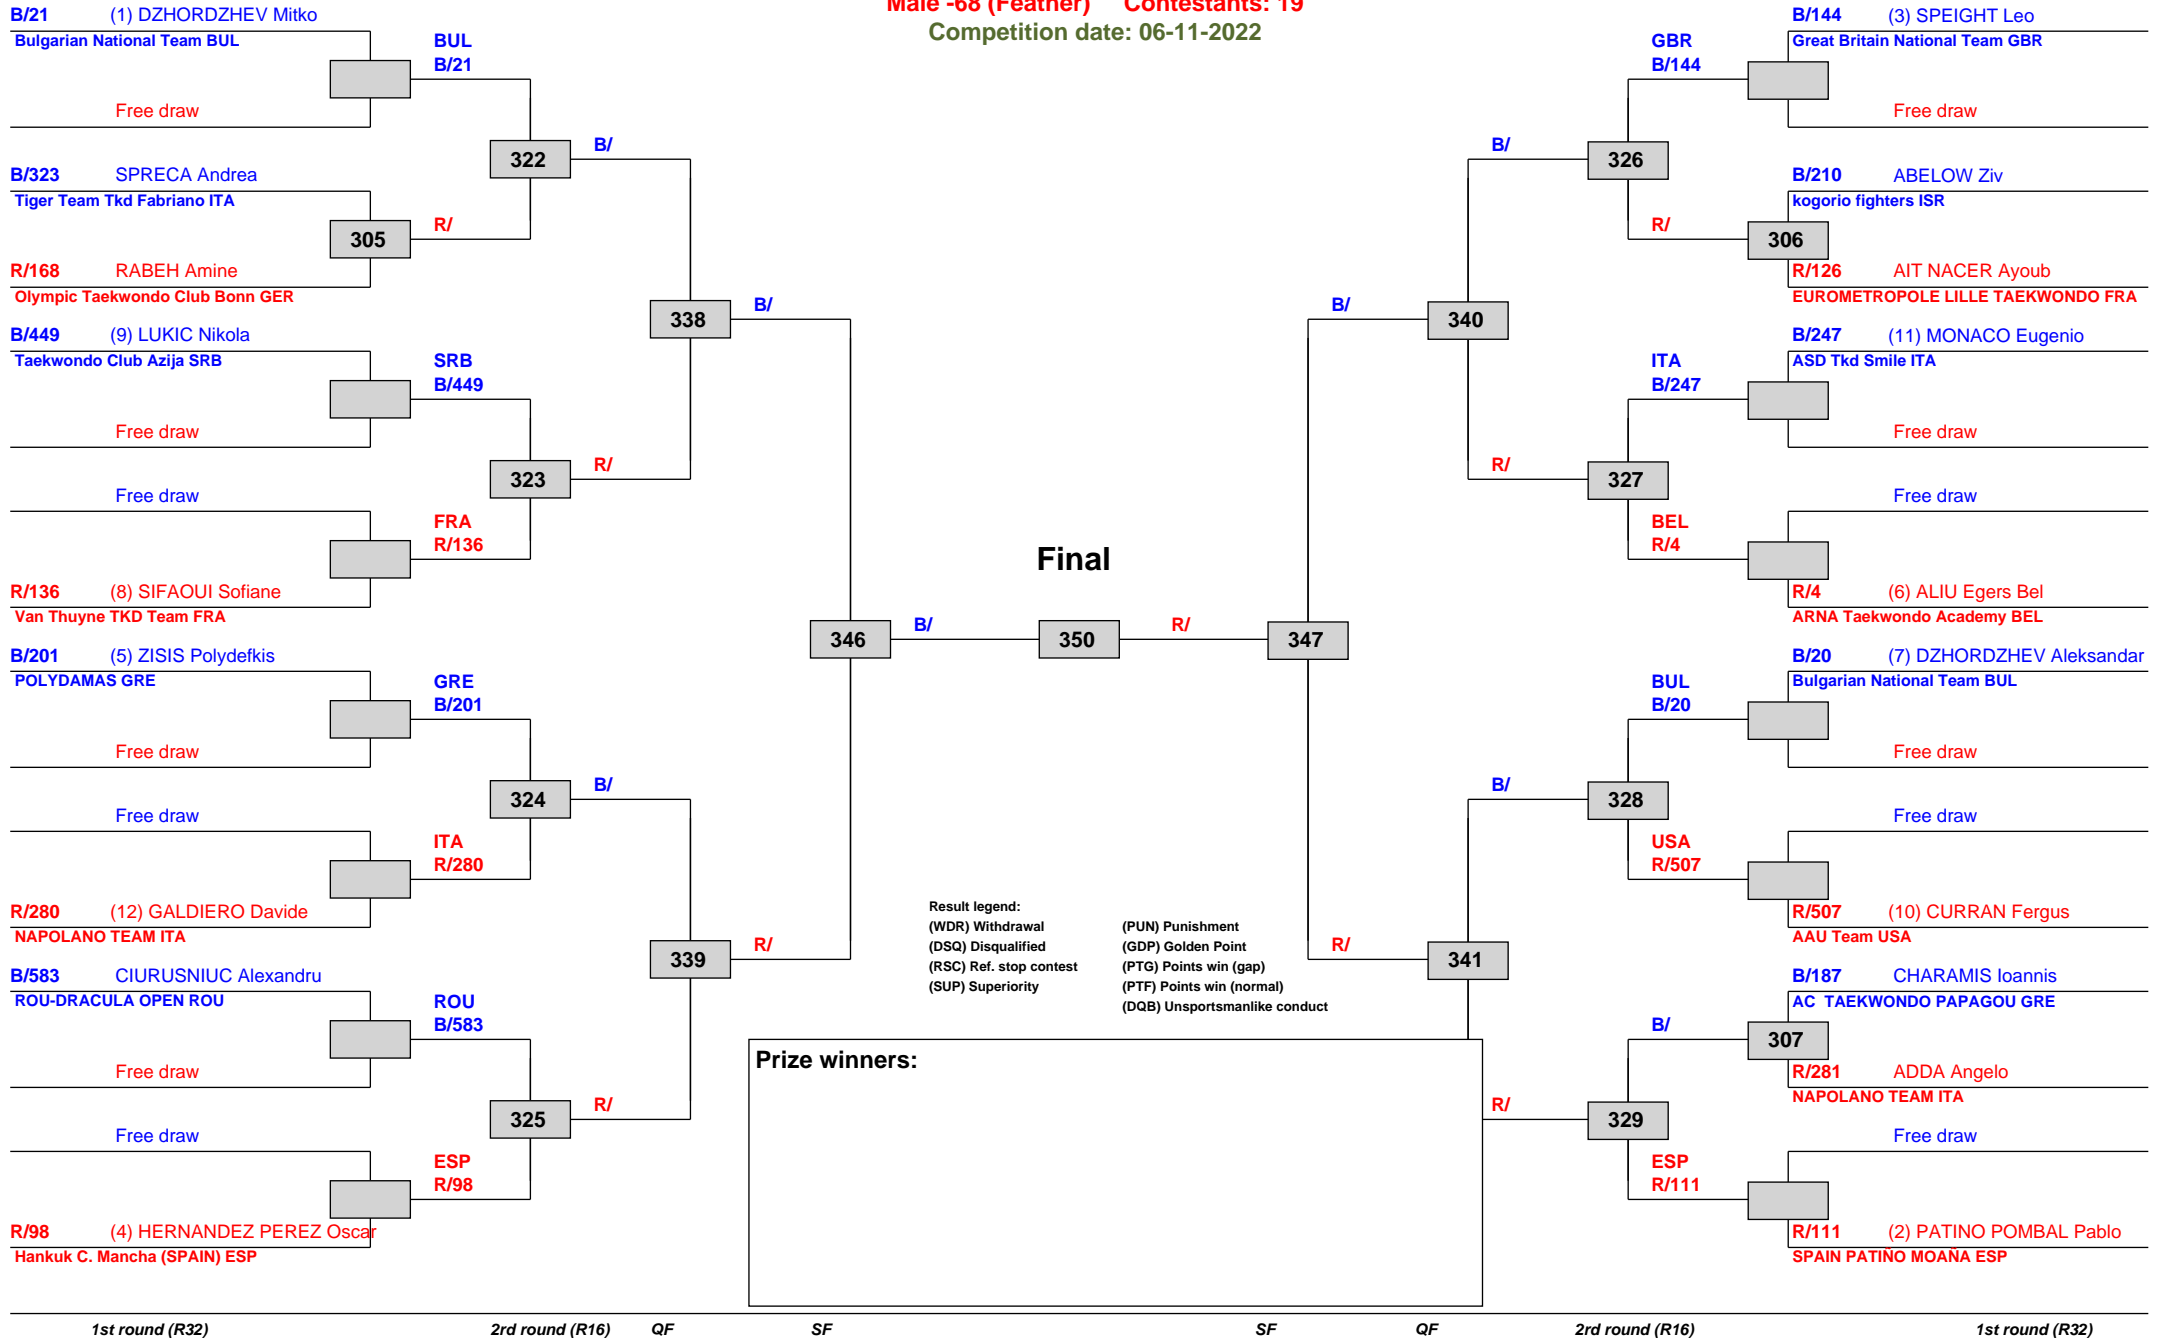 Male -68 (Feather) Contestants: 19
Competition date: 06-11-2022
B/21 (1) DZHORDZHEV Mitko
Bulgarian National Team BUL
BUL
B/21
Free draw
322
B/
B/323 SPRECA Andrea
Tiger Team Tkd Fabriano ITA
305
R/
R/168 RABEH Amine
Olympic Taekwondo Club Bonn GER
338
B/
B/449 (9) LUKIC Nikola
Taekwondo Club Azija SRB
SRB
B/449
Free draw
323
R/
Free draw
FRA
R/136
R/136 (8) SIFAOUI Sofiane
Van Thuyne TKD Team FRA
346
B/
B/201 (5) ZISIS Polydefkis
POLYDAMAS GRE
GRE
B/201
Free draw
324
B/
Free draw
ITA
R/280
R/280 (12) GALDIERO Davide
NAPOLANO TEAM ITA
339
R/
B/583 CIURUSNIUC Alexandru
ROU-DRACULA OPEN ROU
ROU
B/583
Free draw
325
R/
Free draw
ESP
R/98
R/98 (4) HERNANDEZ PEREZ Oscar
Hankuk C. Mancha (SPAIN) ESP
Final
350
R/
347
B/144 (3) SPEIGHT Leo
Great Britain National Team GBR
GBR
B/144
Free draw
B/
326
B/210 ABELOW Ziv
kogorio fighters ISR
R/
306
R/126 AIT NACER Ayoub
EUROMETROPOLE LILLE TAEKWONDO FRA
B/
340
B/247 (11) MONACO Eugenio
ASD Tkd Smile ITA
ITA
B/247
Free draw
R/
327
Free draw
BEL
R/4
R/4 (6) ALIU Egers Bel
ARNA Taekwondo Academy BEL
B/20 (7) DZHORDZHEV Aleksandar
Bulgarian National Team BUL
BUL
B/20
Free draw
B/
328
Free draw
USA
R/507
R/507 (10) CURRAN Fergus
AAU Team USA
R/
341
B/187 CHARAMIS Ioannis
AC TAEKWONDO PAPAGOU GRE
B/
307
R/281 ADDA Angelo
NAPOLANO TEAM ITA
R/
329
Free draw
ESP
R/111
R/111 (2) PATINO POMBAL Pablo
SPAIN PATIÑO MOAÑA ESP
Result legend:
(WDR) Withdrawal (PUN) Punishment
(DSQ) Disqualified (GDP) Golden Point
(RSC) Ref. stop contest (PTG) Points win (gap)
(SUP) Superiority (PTF) Points win (normal)
(DQB) Unsportsmanlike conduct
Prize winners:
1st round (R32) 2rd round (R16) QF SF SF QF 2rd round (R16) 1st round (R32)